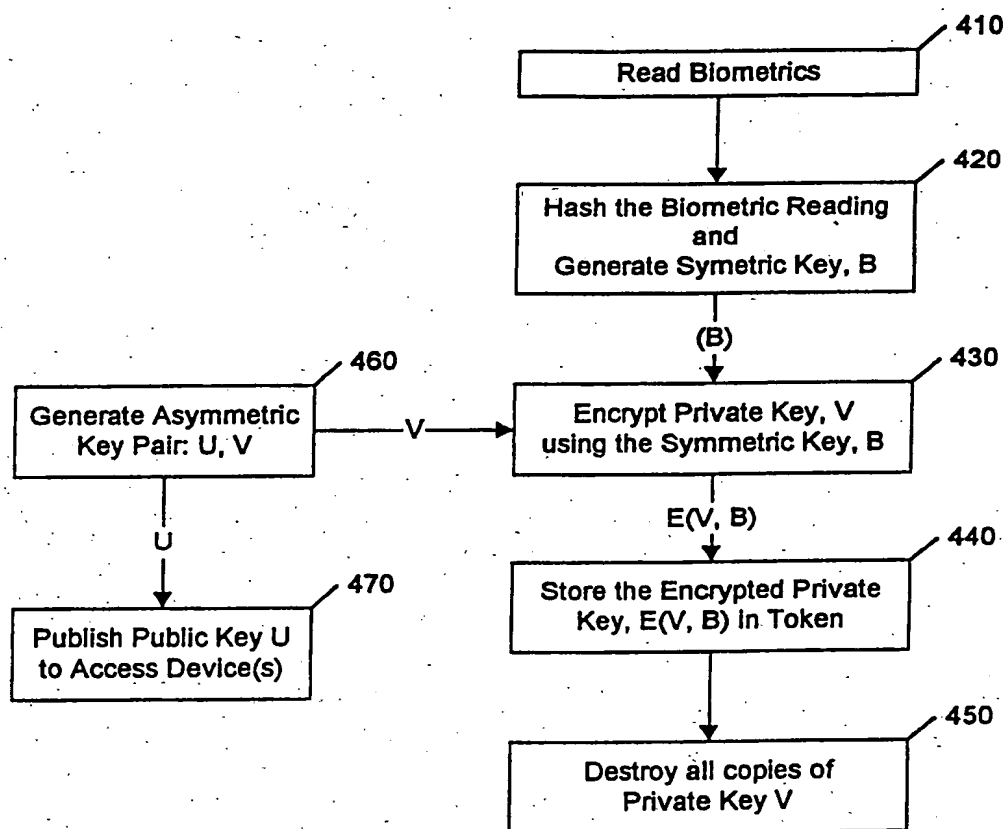 410
Read Biometrics
420
Hash the Biometric Reading
and
Generate Symetric Key, B
(B)
430
Encrypt Private Key, V
using the Symmetric Key, B
460
Generate Asymmetric
Key Pair: U, V
V
E(V, B)
440
Store the Encrypted Private
Key, E(V, B) in Token
U
470
Publish Public Key U
to Access Device(s)
450
Destroy all copies of
Private Key V